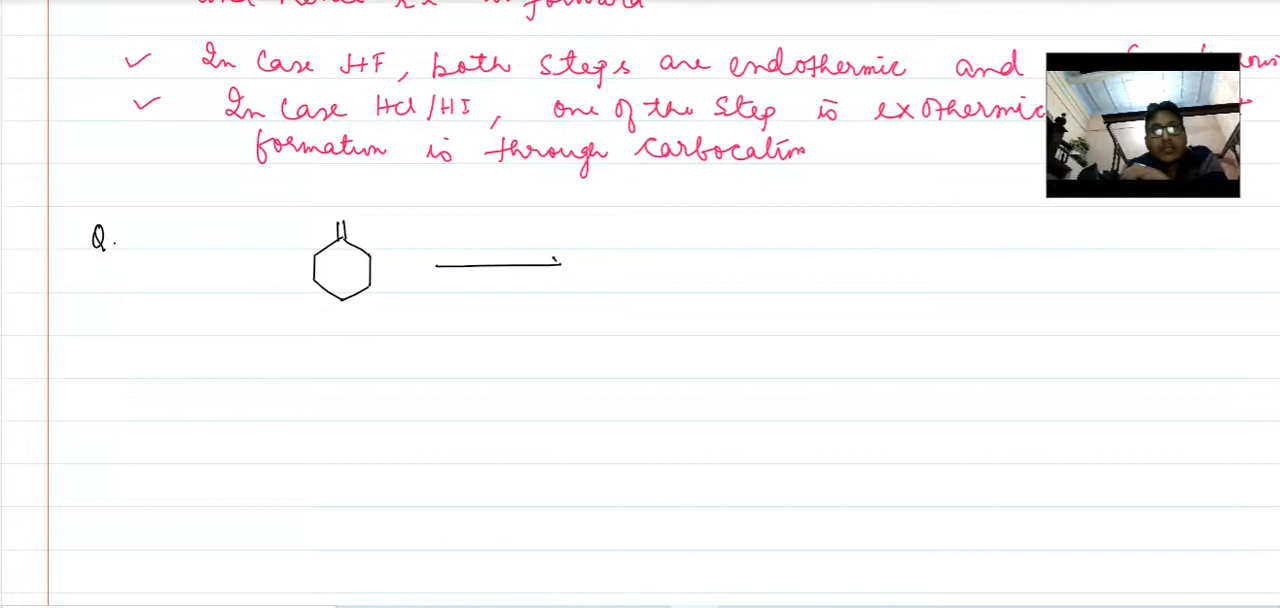 In case HF, both steps are endothermic and
In case HCl/HI, one of the step is exothermic
formation is through carbocation
Q.